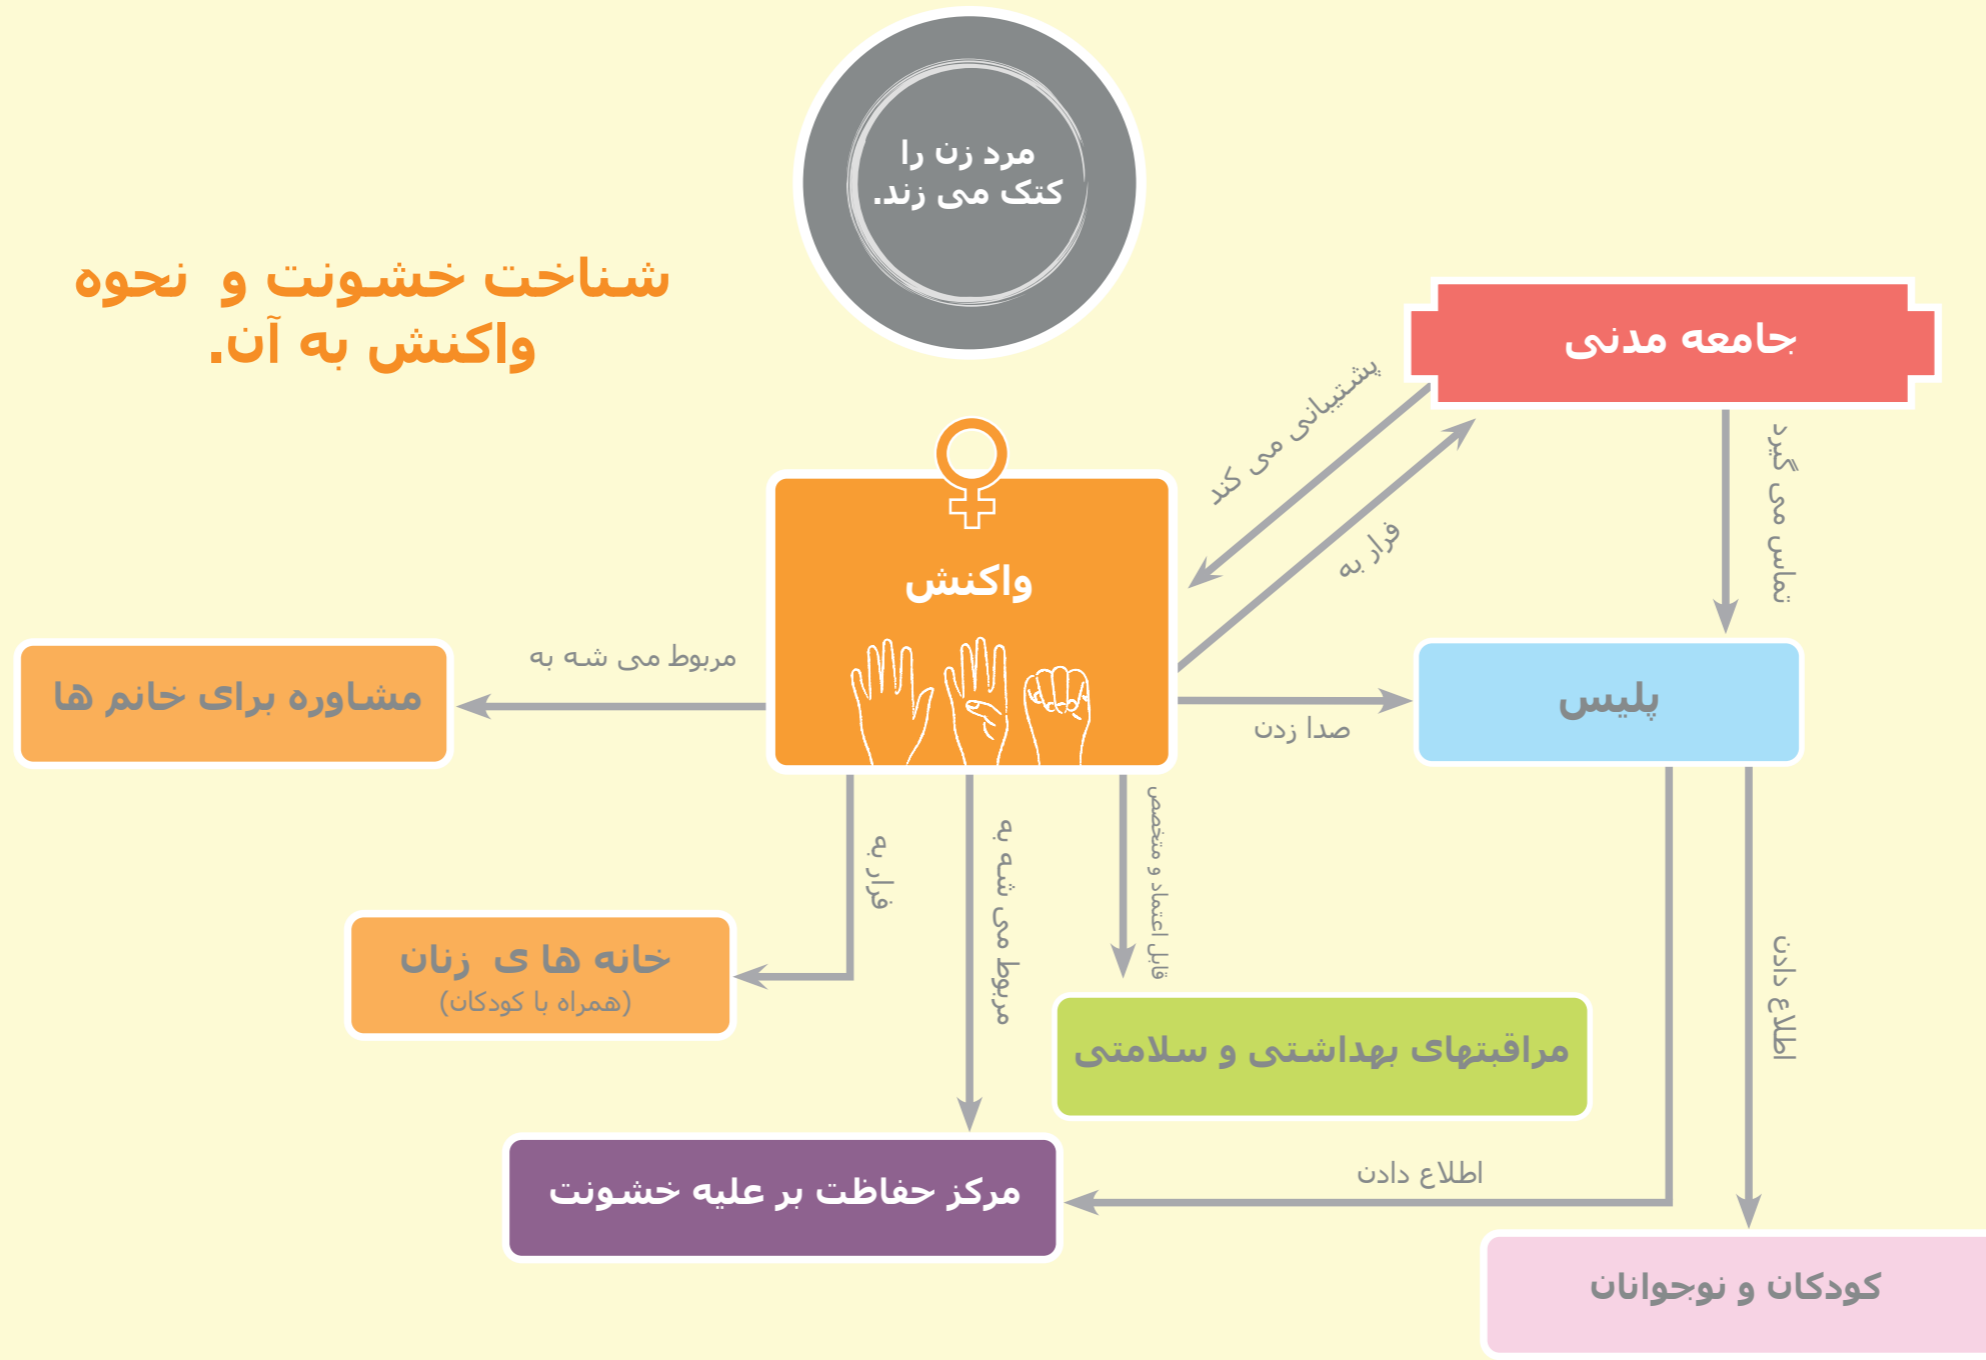 مرد زن را
کتک می زند.
شناخت خشونت و نحوه
واکنش به آن.
جامعه مدنی
پشتیبانی می کند
فرار به
تماس می گیرد
واکنش
مربوط می شه به
مشاوره برای خانم ها
صدا زدن
پلیس
فرار به
مربوط می شه به
قابل اعتماد و متخصص
خانه ها ی زنان
(همراه با کودکان)
مراقبتهای بهداشتی و سلامتی
اطلاع دادن
مرکز حفاظت بر علیه خشونت
اطلاع دادن
کودکان و نوجوانان